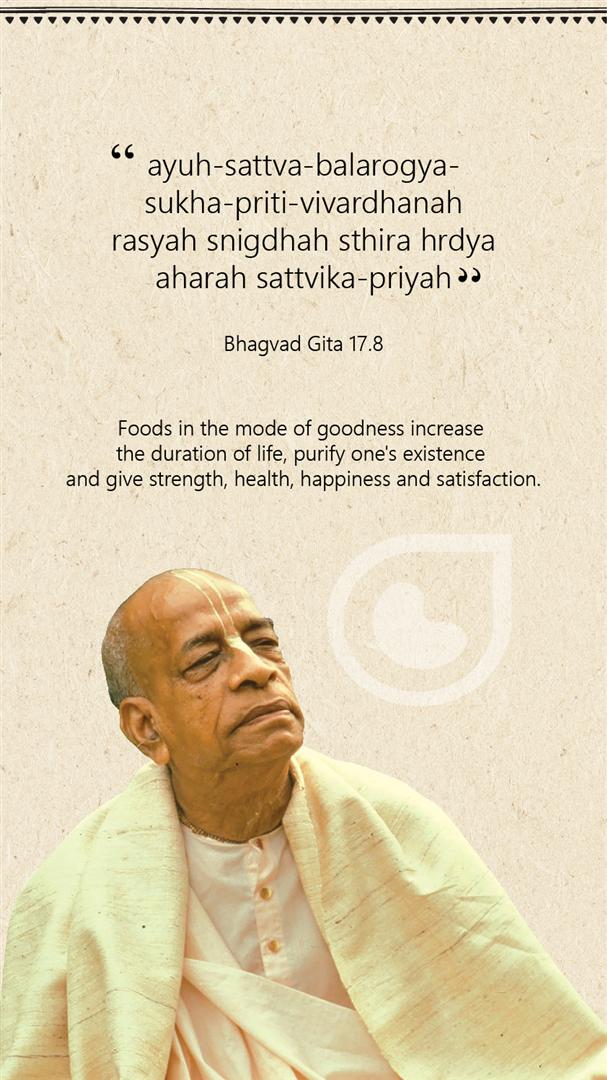 “ ayuh-sattva-balarogya-
sukha-priti-vivardhanah
rasyah snigdhah sthira hrdya
aharah sattvika-priyah ”
Bhagvad Gita 17.8
Foods in the mode of goodness increase
the duration of life, purify one's existence
and give strength, health, happiness and satisfaction.